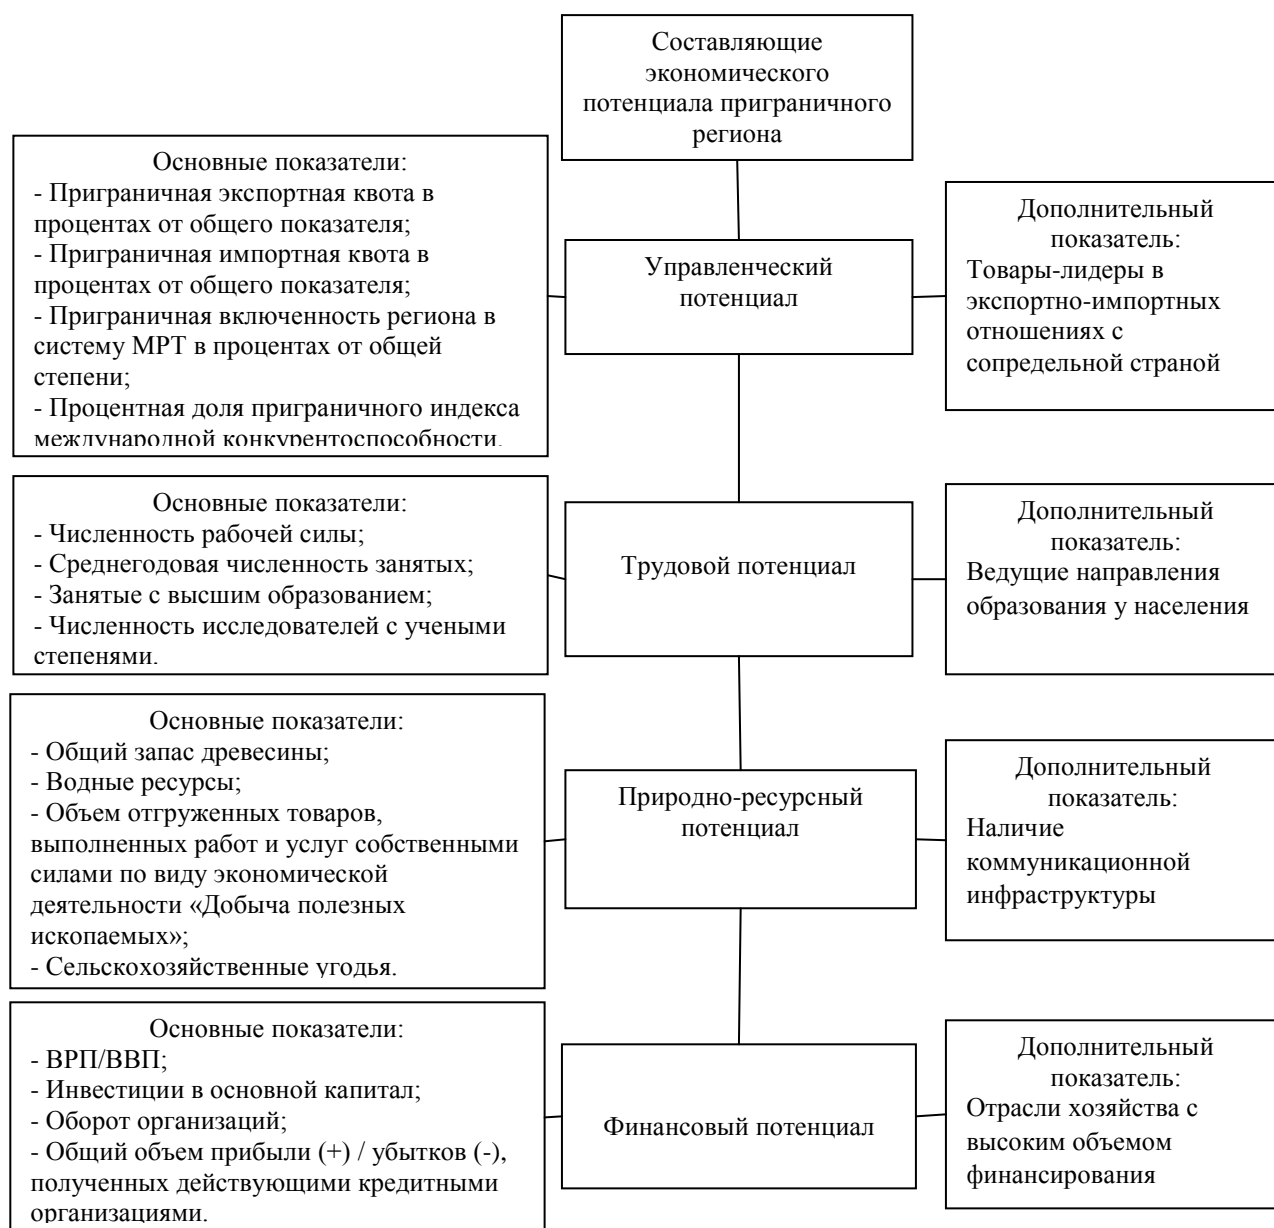 Составляющие
экономического
потенциала приграничного
региона
Основные показатели:
- Приграничная экспортная квота в
процентах от общего показателя;
- Приграничная импортная квота в
процентах от общего показателя;
- Приграничная включенность региона в
систему МРТ в процентах от общей
степени;
- Процентная доля приграничного индекса
международной конкурентоспособности.
Управленческий
потенциал
Дополнительный
показатель:
Товары-лидеры в
экспортно-импортных
отношениях с
сопредельной страной
Основные показатели:
- Численность рабочей силы;
- Среднегодовая численность занятых;
- Занятые с высшим образованием;
- Численность исследователей с учеными
степенями.
Трудовой потенциал
Дополнительный
показатель:
Ведущие направления
образования у населения
Основные показатели:
- Общий запас древесины;
- Водные ресурсы;
- Объем отгруженных товаров,
выполненных работ и услуг собственными
силами по виду экономической
деятельности «Добыча полезных
ископаемых»;
- Сельскохозяйственные угодья.
Природно-ресурсный
потенциал
Дополнительный
показатель:
Наличие
коммуникационной
инфраструктуры
Основные показатели:
- ВРП/ВВП;
- Инвестиции в основной капитал;
- Оборот организаций;
- Общий объем прибыли (+) / убытков (-),
полученных действующими кредитными
организациями.
Финансовый потенциал
Дополнительный
показатель:
Отрасли хозяйства с
высоким объемом
финансирования